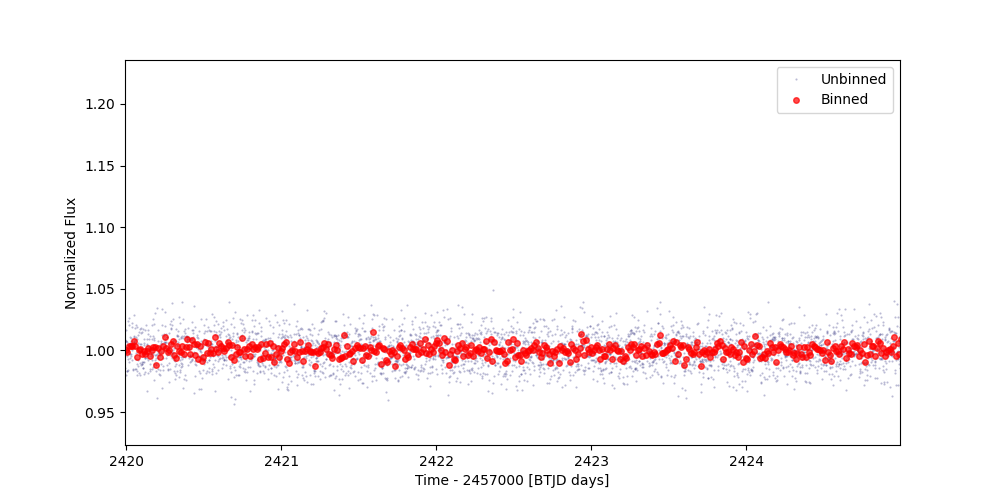 Unbinned
Binned
1.20
1.15
1.10
1.05
1.00
0.95
Normalized Flux
2420
2421
2422
2423
2424
Time - 2457000 [BTJD days]